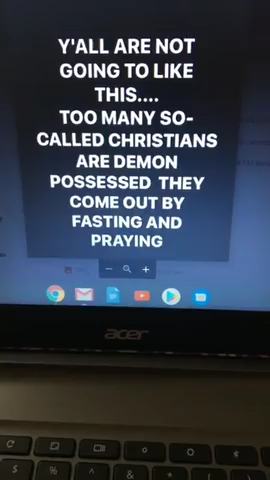 Y'ALL ARE NOT
GOING TO LIKE
THIS....
TOO MANY SO-
CALLED CHRISTIANS
ARE DEMON
POSSESSED THEY
COME OUT BY
FASTING AND
PRAYING
acer
$ % ^ & *